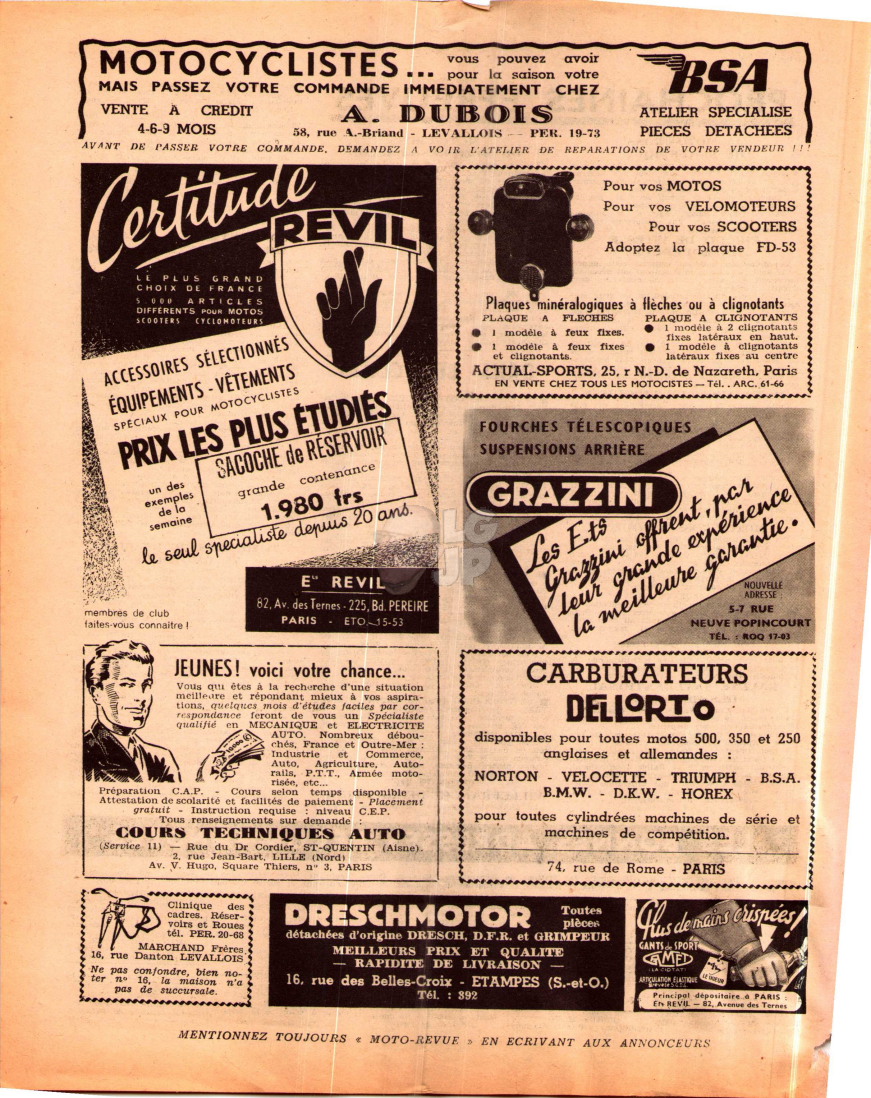 MOTOCYCLISTES... vous pouvez avoir
pour la saison votre
BSA
MAIS PASSEZ VOTRE COMMANDE IMMEDIATEMENT CHEZ
VENTE A CREDIT
4-6-9 MOIS
A. DUBOIS
58, rue A.-Briand - LEVALLOIS — PER. 19-73
ATELIER SPECIALISE
PIECES DETACHEES
AVANT DE PASSER VOTRE COMMANDE, DEMANDEZ A VOIR L'ATELIER DE REPARATIONS DE VOTRE VENDEUR !!!
Certitude
REVIL
LE PLUS GRAND
CHOIX DE FRANCE
5.000 ARTICLES
DIFFÉRENTS POUR MOTOS
SCOOTERS CYCLOMOTEURS
ACCESSOIRES SÉLECTIONNÉS
ÉQUIPEMENTS - VÊTEMENTS
SPÉCIAUX POUR MOTOCYCLISTES
PRIX LES PLUS ÉTUDIÉS
un des
exemples
de la
semaine
SACOCHE de RÉSERVOIR
grande contenance
1.980 frs
le seul spécialiste depuis 20 ans.
Ets REVIL
82, Av. des Ternes - 225, Bd. PEREIRE
PARIS - ETO. 15-53
membres de club
faites-vous connaître !
Pour vos MOTOS
Pour vos VELOMOTEURS
Pour vos SCOOTERS
Adoptez la plaque FD-53
Plaques minéralogiques à flèches ou à clignotants
PLAQUE A FLECHES
● 1 modèle à feux fixes.
● 1 modèle à feux fixes
et clignotants.
PLAQUE A CLIGNOTANTS
● 1 modèle à 2 clignotants
fixes latéraux en haut.
● 1 modèle à clignotants
latéraux fixes au centre
ACTUAL-SPORTS, 25, r N.-D. de Nazareth, Paris
EN VENTE CHEZ TOUS LES MOTOCISTES — Tél. . ARC. 61-66
FOURCHES TÉLESCOPIQUES
SUSPENSIONS ARRIÈRE
GRAZZINI
Les Ets
Grazzini offrent, par
leur grande expérience
la meilleure garantie.
NOUVELLE
ADRESSE :
5-7 RUE
NEUVE POPINCOURT
TÉL. : ROQ 17-03
LG
UP
JEUNES ! voici votre chance...
Vous qui êtes à la recherche d'une situation
meilleure et répondant mieux à vos aspira-
tions, quelques mois d'études faciles par cor-
respondance feront de vous un Spécialiste
qualifié en MECANIQUE et ELECTRICITE
AUTO. Nombreux débou-
chés, France et Outre-Mer :
Industrie et Commerce,
Auto, Agriculture, Auto-
rails, P.T.T., Armée moto-
risée, etc...
Préparation C.A.P. - Cours selon temps disponible -
Attestation de scolarité et facilités de paiement - Placement
gratuit - Instruction requise : niveau C.E.P.
Tous renseignements sur demande :
COURS TECHNIQUES AUTO
(Service 11) — Rue du Dr Cordier, ST-QUENTIN (Aisne).
2, rue Jean-Bart, LILLE (Nord)
Av. V. Hugo, Square Thiers, n° 3, PARIS
CARBURATEURS
DELLORTO
disponibles pour toutes motos 500, 350 et 250
anglaises et allemandes :
NORTON - VELOCETTE - TRIUMPH - B.S.A.
B.M.W. - D.K.W. - HOREX
pour toutes cylindrées machines de série et
machines de compétition.
74, rue de Rome - PARIS
Clinique des
cadres. Réser-
voirs et Roues
tél. PER. 20-68
MARCHAND Frères
16, rue Danton LEVALLOIS
Ne pas confondre, bien no-
ter n° 16, la maison n'a
pas de succursale.
DRESCHMOTOR Toutes
pièces
détachées d'origine DRESCH, D.F.R. et GRIMPEUR
MEILLEURS PRIX ET QUALITE
— RAPIDITE DE LIVRAISON —
16, rue des Belles-Croix - ETAMPES (S.-et-O.)
Tél. : 392
Plus de mains crispées !
GANTS de SPORT
GAMET
(LA CIOTAT)
ARTICULATION ELASTIQUE
Principal dépositaire à PARIS :
Ets REVIL — 82, Avenue des Ternes
MENTIONNEZ TOUJOURS « MOTO-REVUE » EN ECRIVANT AUX ANNONCEURS